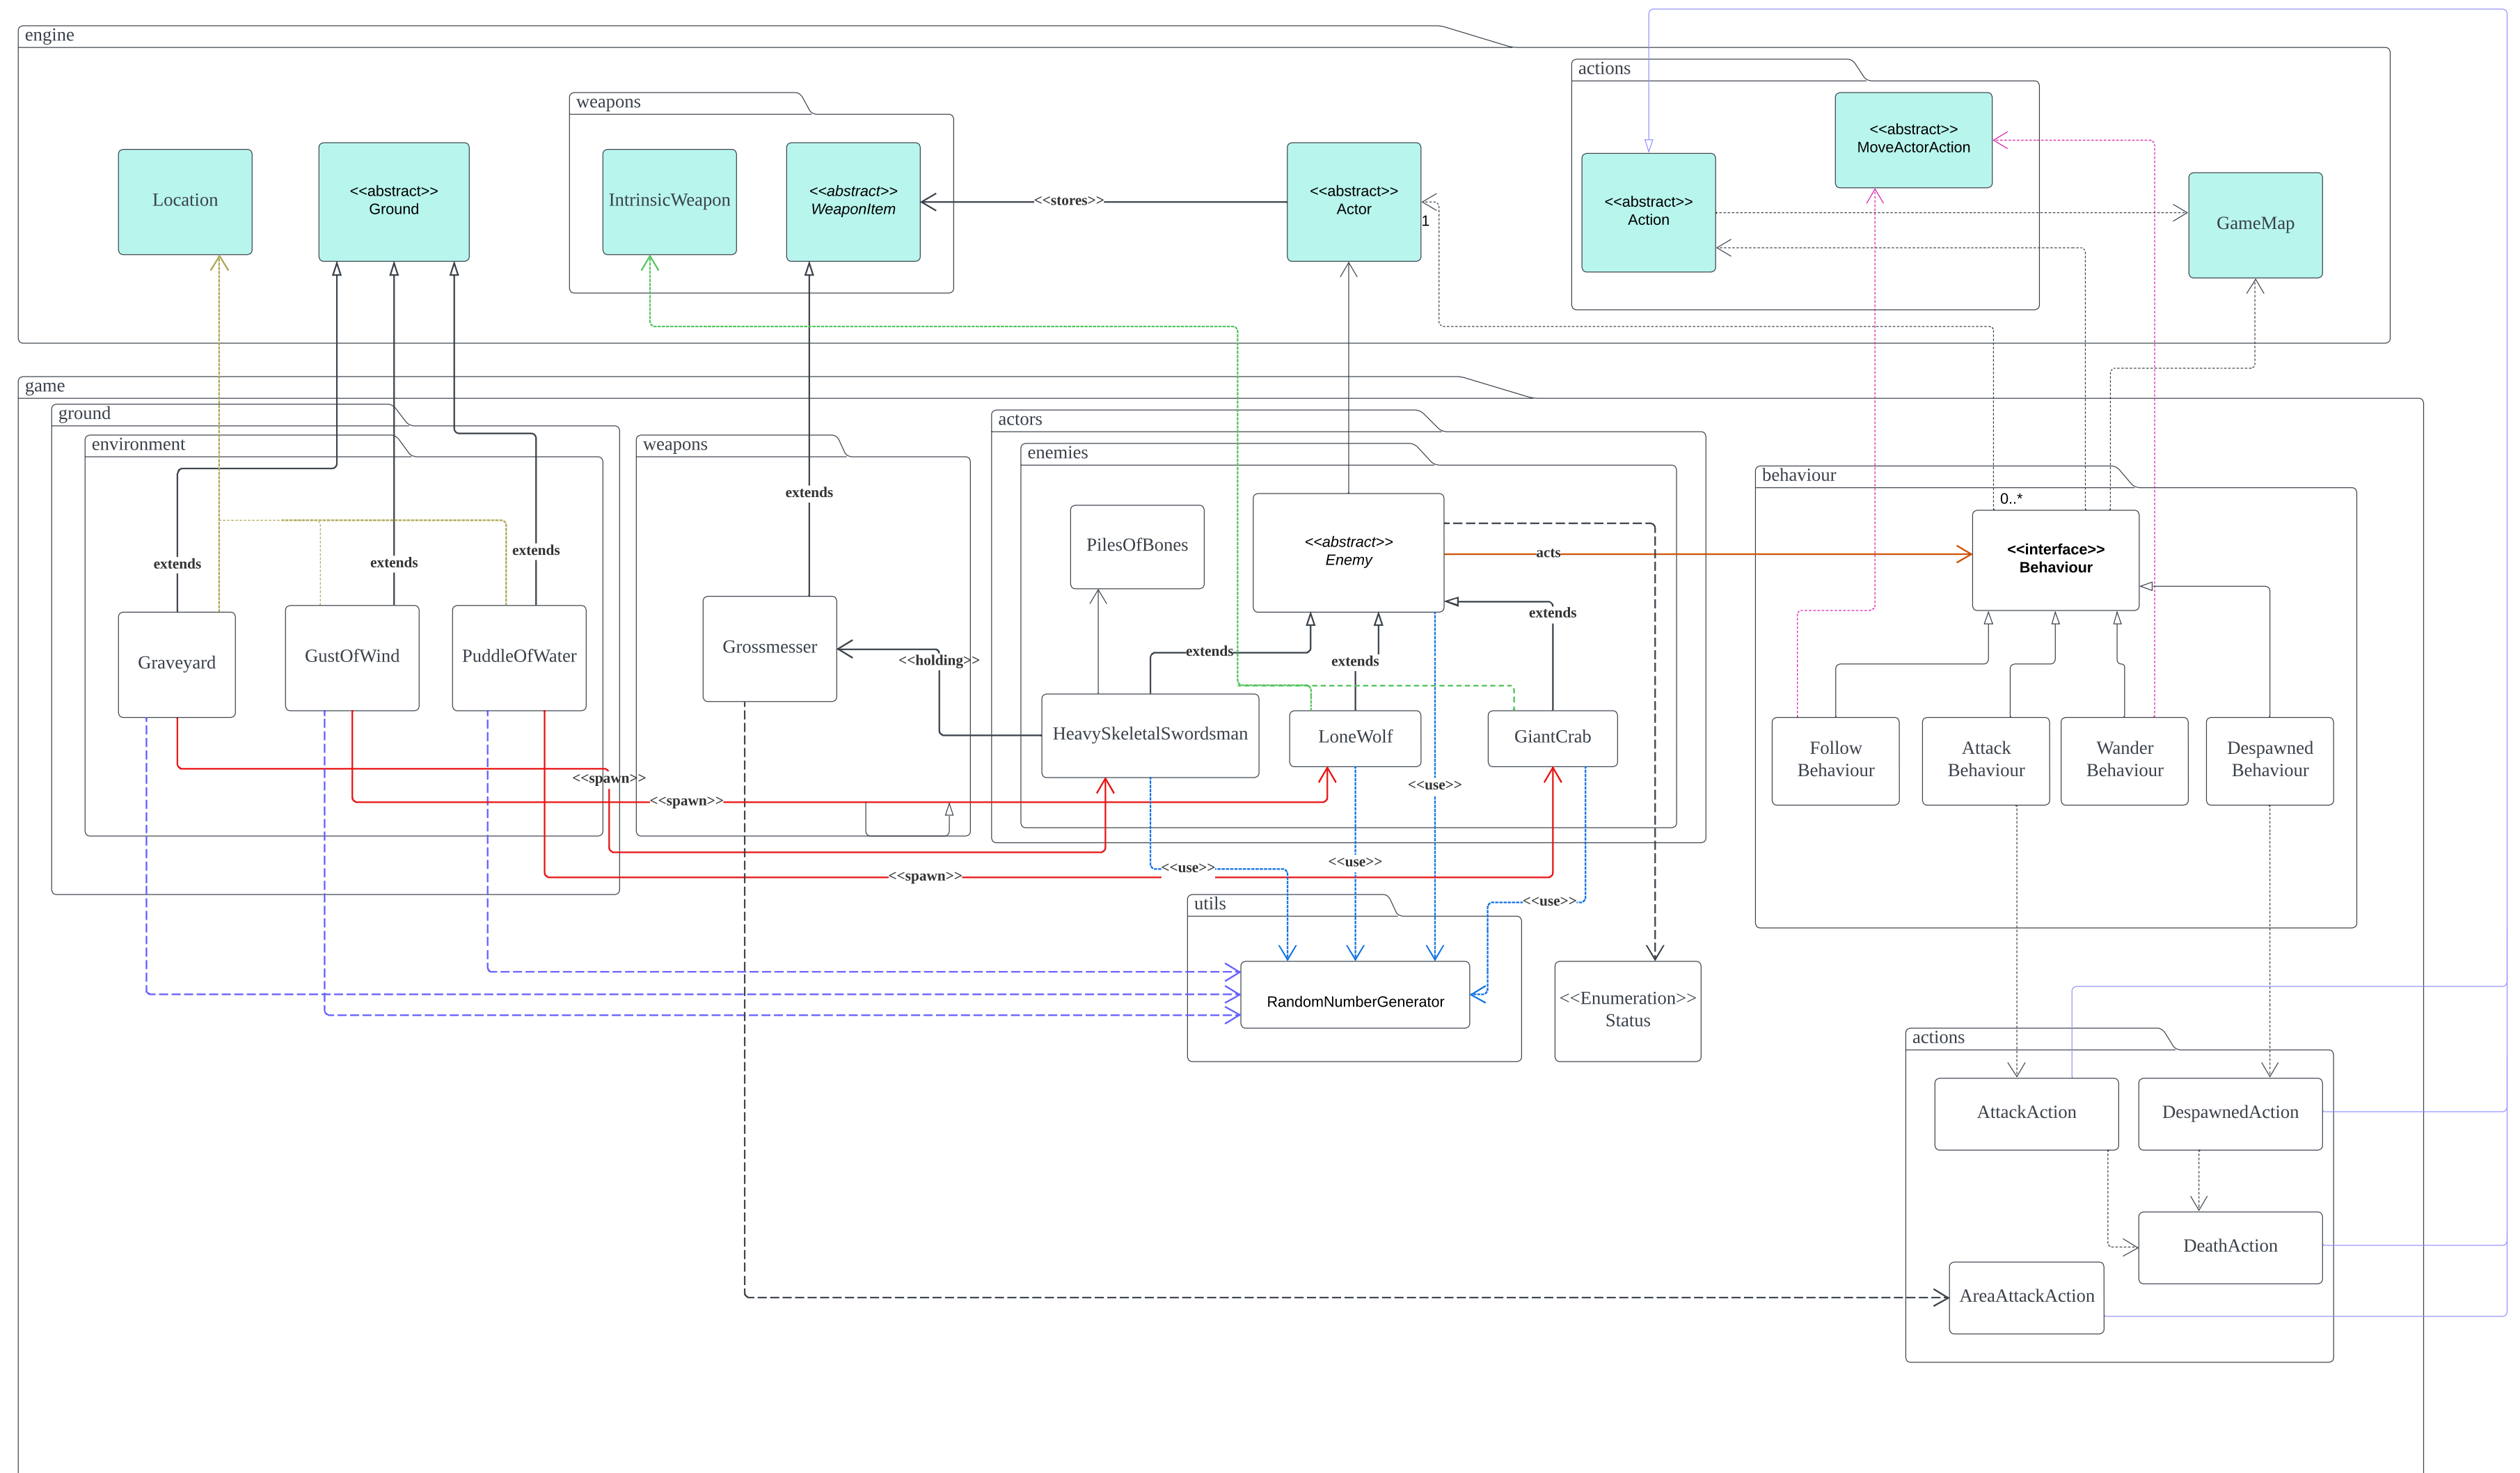 engine
actions
weapons
<<abstract>>
MoveActorAction
Location
<<abstract>>
Ground
IntrinsicWeapon
<<abstract>>
WeaponItem
<<stores>>
<<abstract>>
Actor
1
<<abstract>>
Action
GameMap
game
ground
actors
environment
weapons
enemies
behaviour
extends
0..*
PilesOfBones
<<abstract>>
Enemy
acts
<<interface>>
Behaviour
extends
extends
extends
Graveyard
GustOfWind
PuddleOfWater
Grossmesser
<<holding>>
extends
extends
extends
HeavySkeletalSwordsman
LoneWolf
GiantCrab
Follow
Behaviour
Attack
Behaviour
Wander
Behaviour
Despawned
Behaviour
<<spawn>>
<<spawn>>
<<use>>
<<spawn>>
<<use>>
<<use>>
<<use>>
utils
RandomNumberGenerator
<<Enumeration>>
Status
actions
AttackAction
DespawnedAction
DeathAction
AreaAttackAction